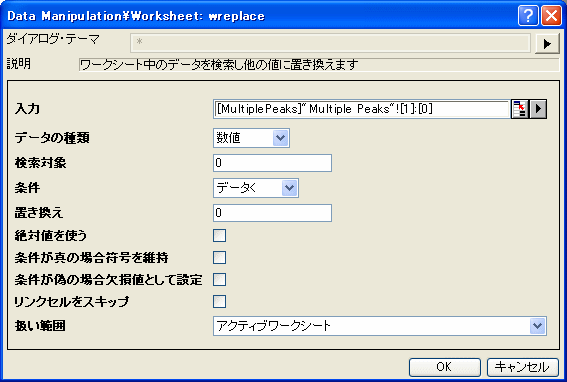 Data Manipulation¥Worksheet: wreplace
ダイアログ・テーマ *
説明 ワークシート中のデータを検索し他の値に置き換えます
入力 [MultiplePeaks]"Multiple Peaks"![1]:[0]
データの種類 数値
検索対象 0
条件 データ<
置き換え 0
絶対値を使う
条件が真の場合符号を維持
条件が偽の場合欠損値として設定
リンクセルをスキップ
扱い範囲 アクティブワークシート
OK キャンセル